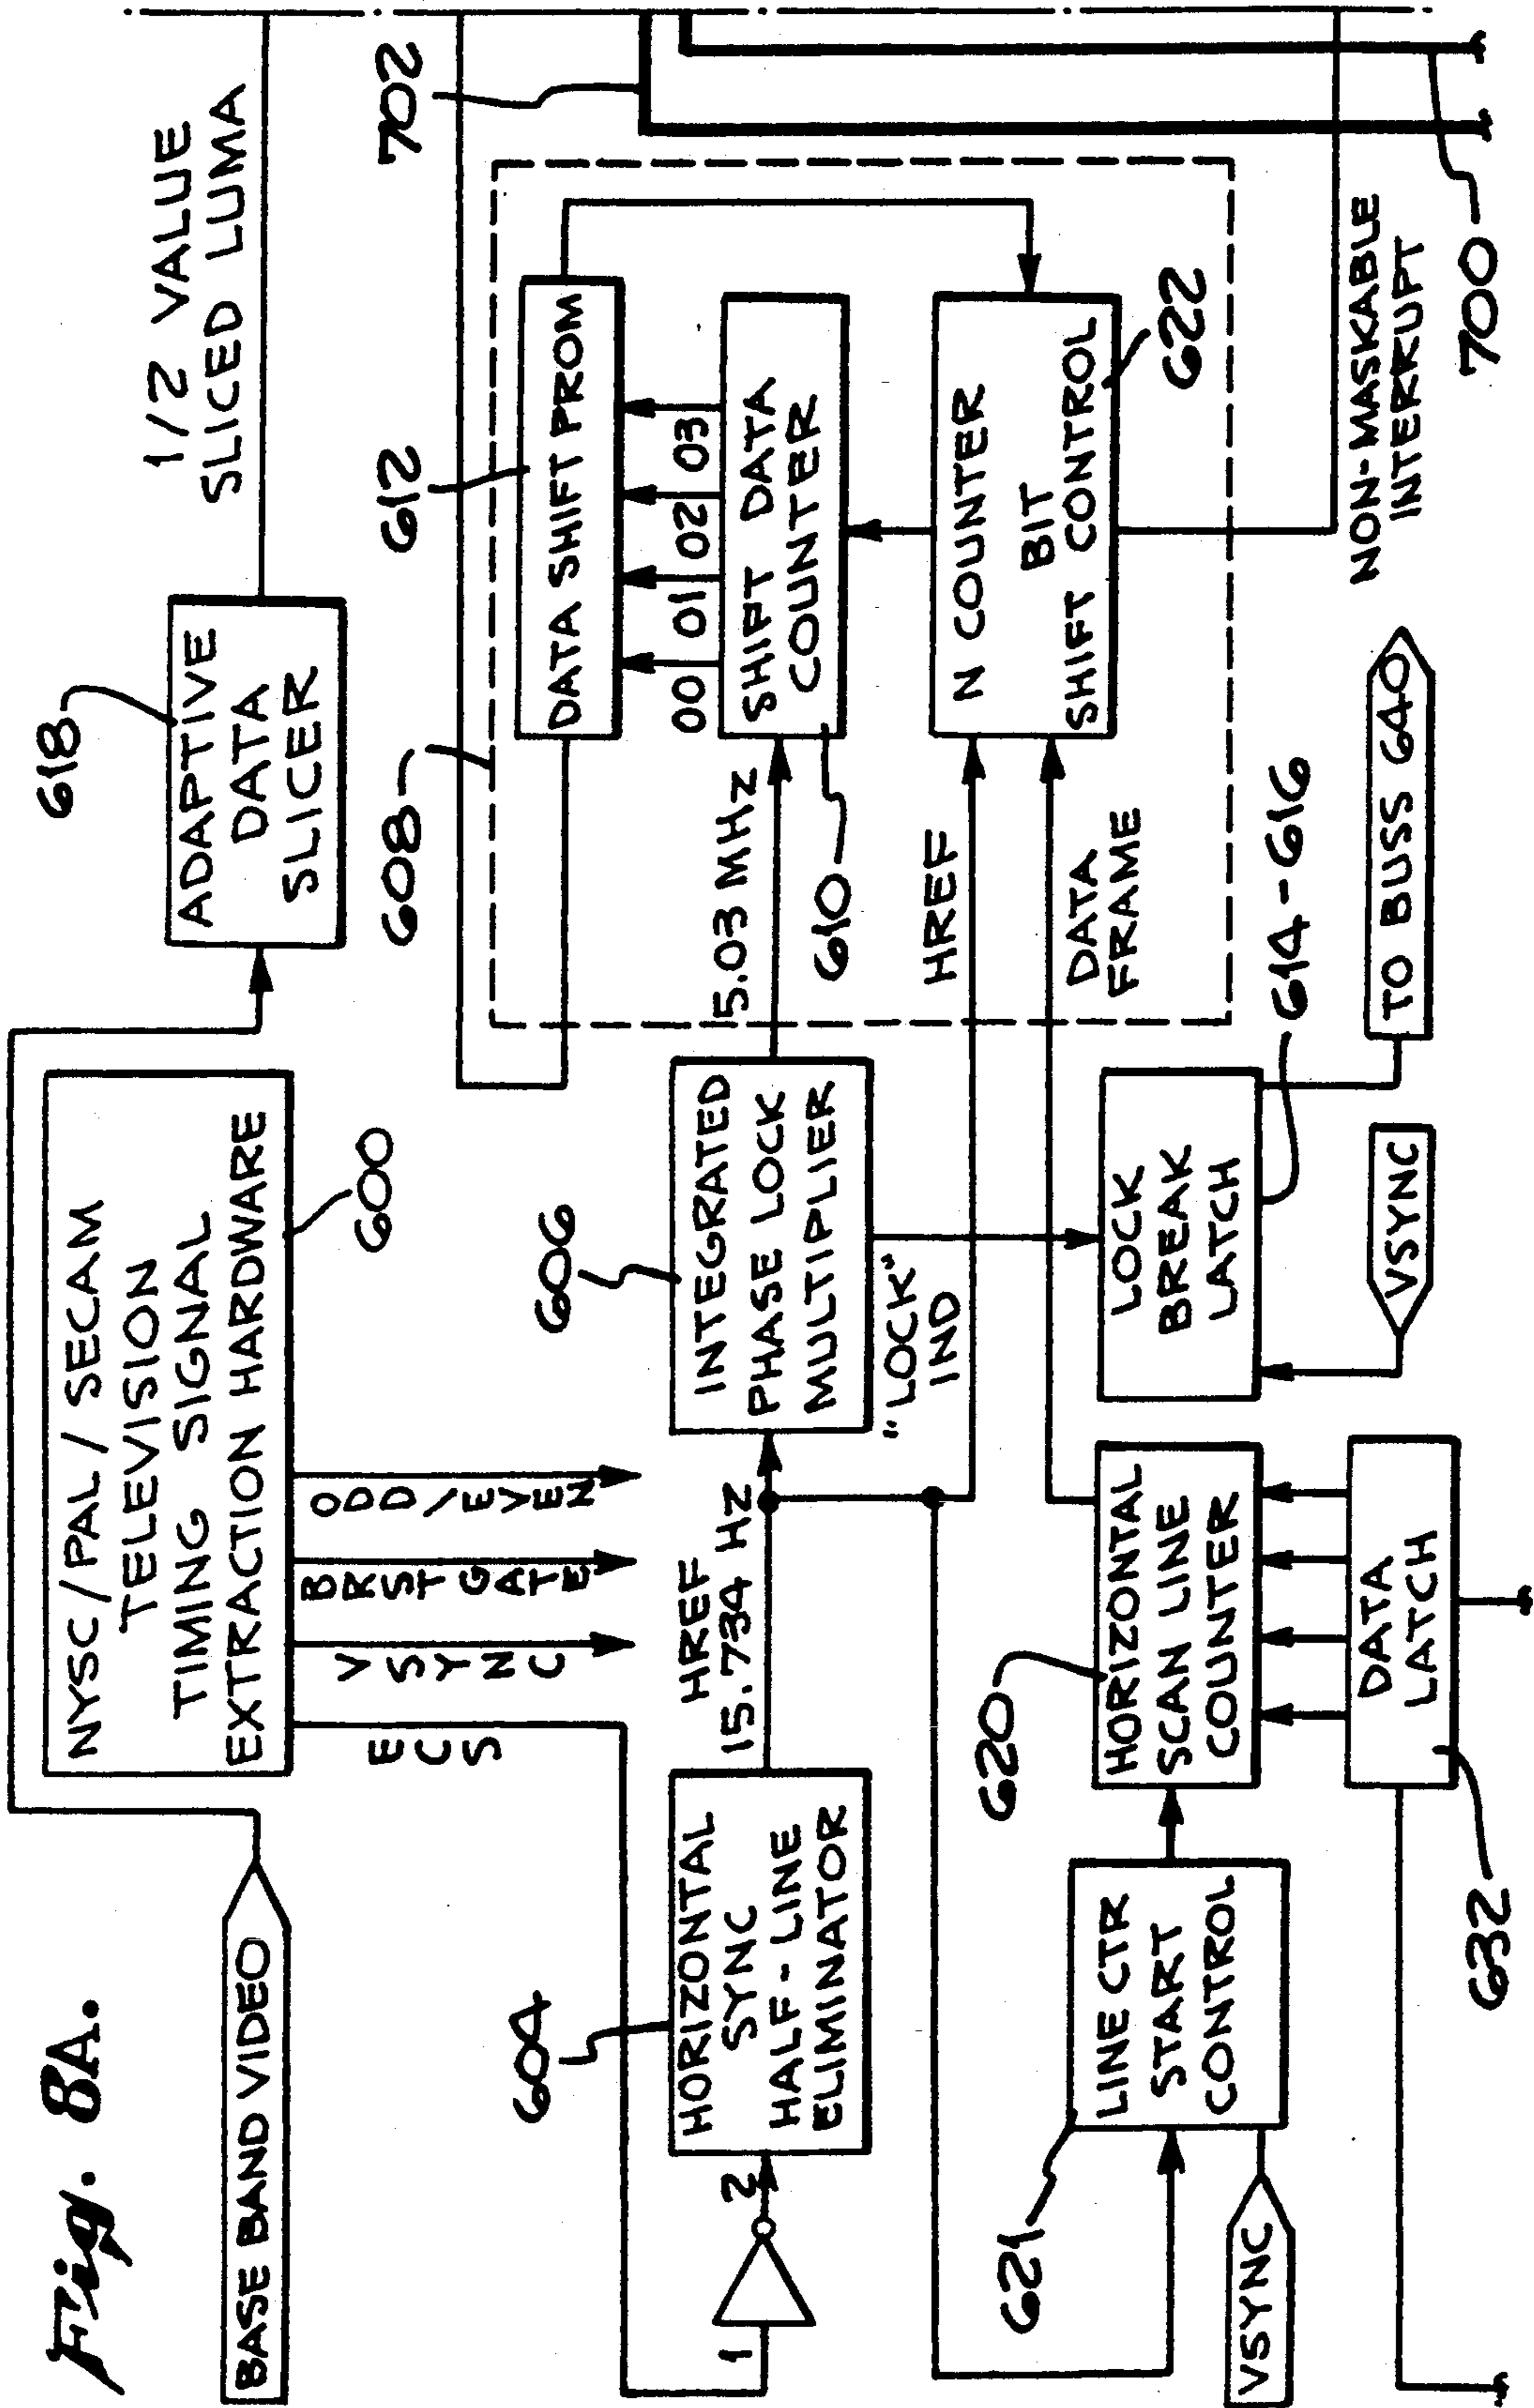 Fig. 8A.
BASE BAND VIDEO
NYSC/PAL/SECAM
TELEVISION
TIMING SIGNAL
EXTRACTION HARDWARE
600
ECS
VSYNC
BRSTGATE
ODD/EVEN
618
ADAPTIVE
DATA
SLICER
1/2 VALUE
SLICED LUMA
702
1
2
604
HORIZONTAL
SYNC
HALF-LINE
ELIMINATOR
HREF
15.734 HZ
606
INTEGRATED
PHASE LOCK
MULTIPLIER
"LOCK"
IND
5.03 MHz
608
612
DATA SHIFT PROM
00 01 02 03
SHIFT DATA
COUNTER
610
HREF
DATA
FRAME
N COUNTER
BIT
SHIFT CONTROL
622
NON-MASKABLE
INTERRUPT
700
621
LINE CTR
START
CONTROL
VSYNC
620
HORIZONTAL
SCAN LINE
COUNTER
DATA
LATCH
632
LOCK
BREAK
LATCH
614-616
VSYNC
TO BUSS 640